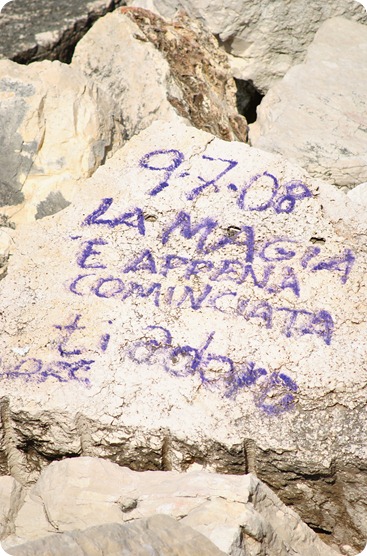 9.7.08
LA MAGIA
E' APPENA
COMINCIATA
ti adoro